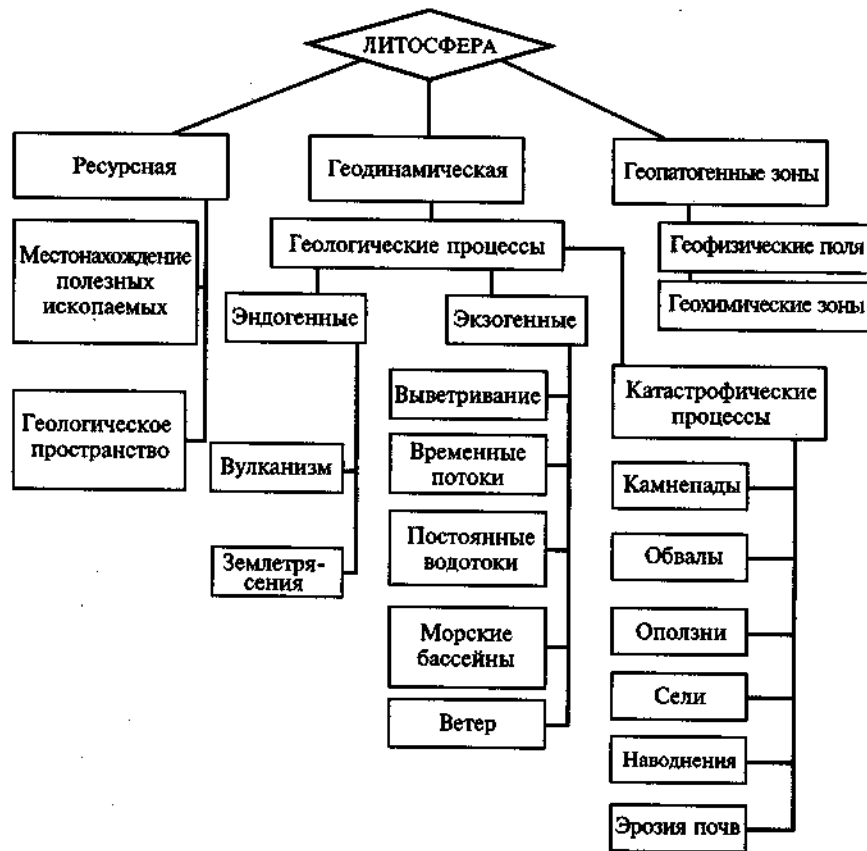 ЛИТОСФЕРА
Ресурсная
Геодинамическая
Геопатогенные зоны
Местонахождение
полезных
ископаемых
Геологическое
пространство
Геологические процессы
Эндогенные
Экзогенные
Вулканизм
Землетря-
сения
Выветривание
Временные
потоки
Постоянные
водотоки
Морские
бассейны
Ветер
Геофизические поля
Геохимические зоны
Катастрофические
процессы
Камнепады
Обвалы
Оползни
Сели
Наводнения
Эрозия почв